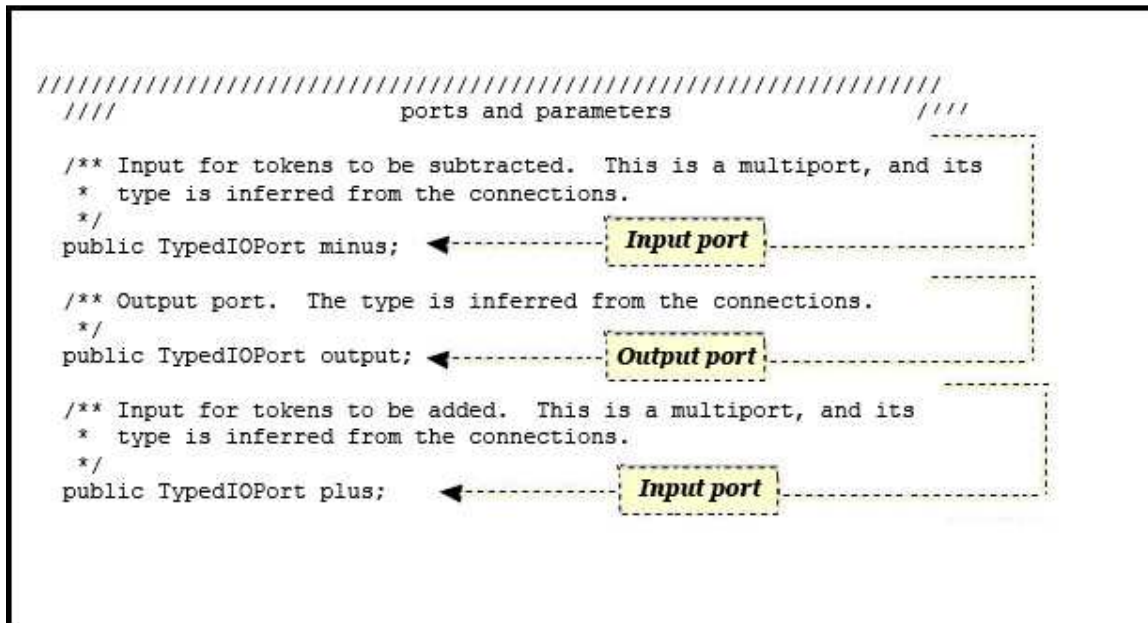 ///////////////////////////////////////////////////////////////////
//// ports and parameters ////
/** Input for tokens to be subtracted. This is a multiport, and its
* type is inferred from the connections.
*/
public TypedIOPort minus; Input port
/** Output port. The type is inferred from the connections.
*/
public TypedIOPort output; Output port
/** Input for tokens to be added. This is a multiport, and its
* type is inferred from the connections.
*/
public TypedIOPort plus; Input port